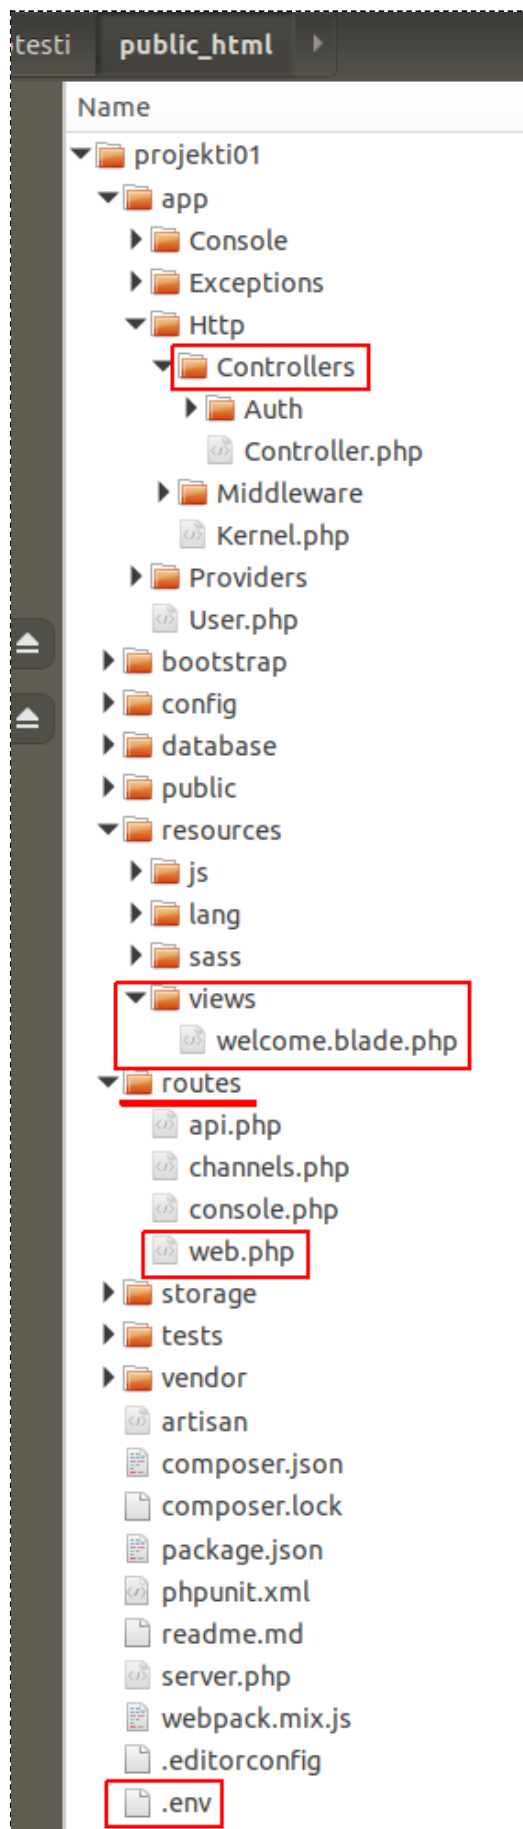 testi public_html
Name
projekti01
app
Console
Exceptions
Http
Controllers
Auth
Controller.php
Middleware
Kernel.php
Providers
User.php
bootstrap
config
database
public
resources
js
lang
sass
views
welcome.blade.php
routes
api.php
channels.php
console.php
web.php
storage
tests
vendor
artisan
composer.json
composer.lock
package.json
phpunit.xml
readme.md
server.php
webpack.mix.js
.editorconfig
.env